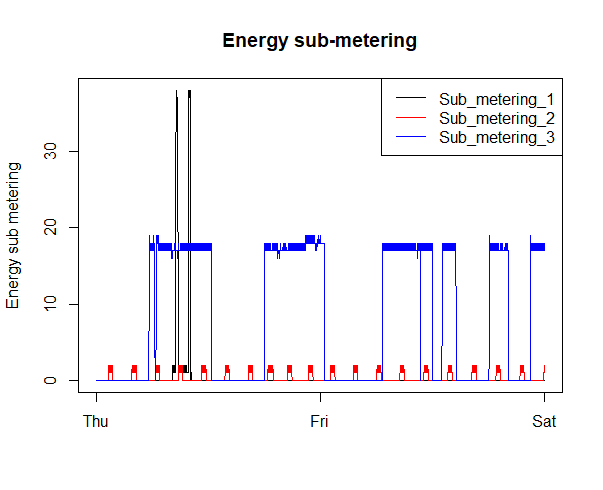 Energy sub-metering
Sub_metering_1
Sub_metering_2
Sub_metering_3
Energy sub metering
30
20
10
0
Thu Fri Sat